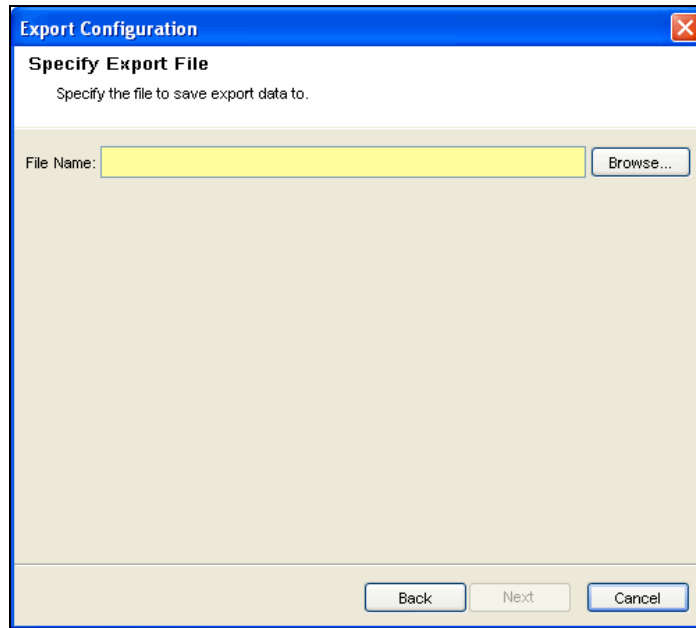 Export Configuration
Specify Export File
Specify the file to save export data to.
File Name:
Browse...
Back
Next
Cancel